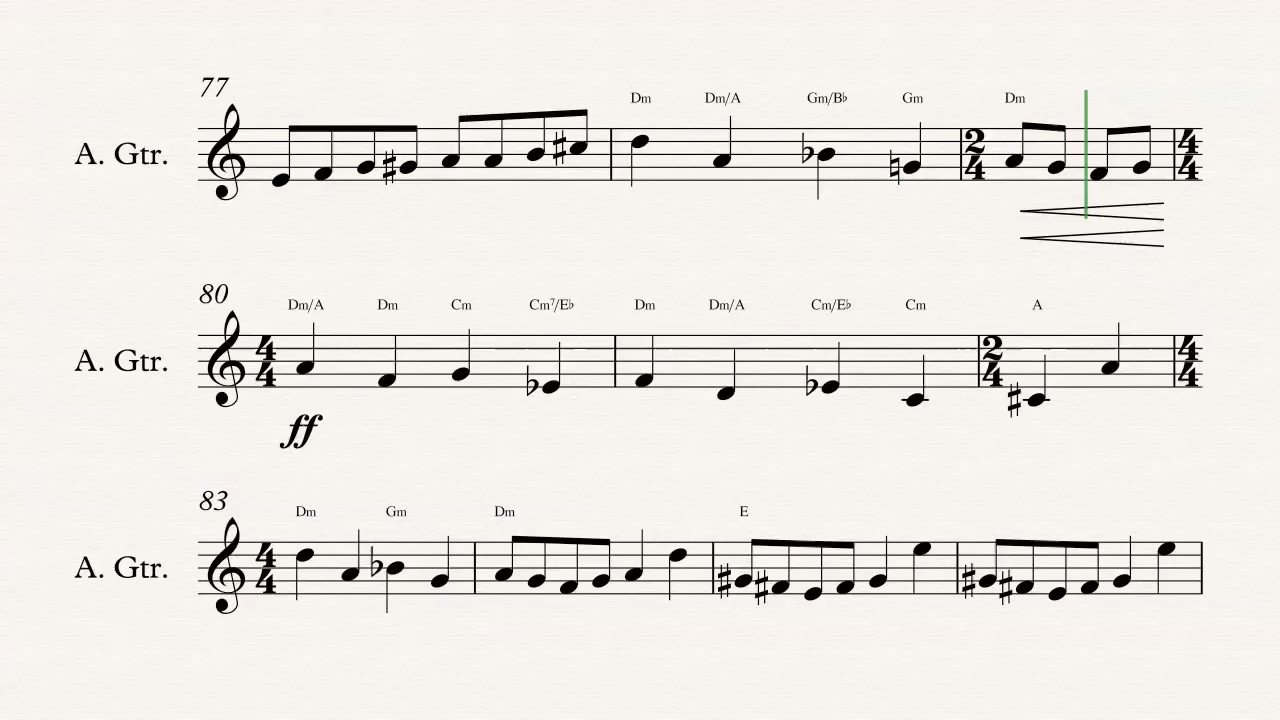 77
Dm Dm/A Gm/B♭ Gm Dm
A. Gtr.
2 4 4 4
80
Dm/A Dm Cm Cm7/E♭ Dm Dm/A Cm/E♭ Cm A
A. Gtr.
4 4 2 4 4 4
ff
83
Dm Gm Dm E
A. Gtr.
4 4